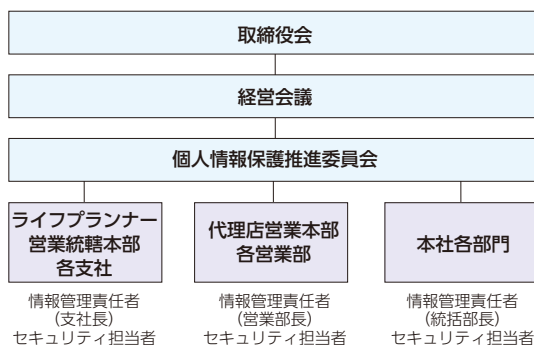 取締役会
経営会議
個人情報保護推進委員会
ライフプランナー
営業統轄本部
各支社
代理店営業本部
各営業部
本社各部門
情報管理責任者
(支社長)
セキュリティ担当者
情報管理責任者
(営業部長)
セキュリティ担当者
情報管理責任者
(統括部長)
セキュリティ担当者